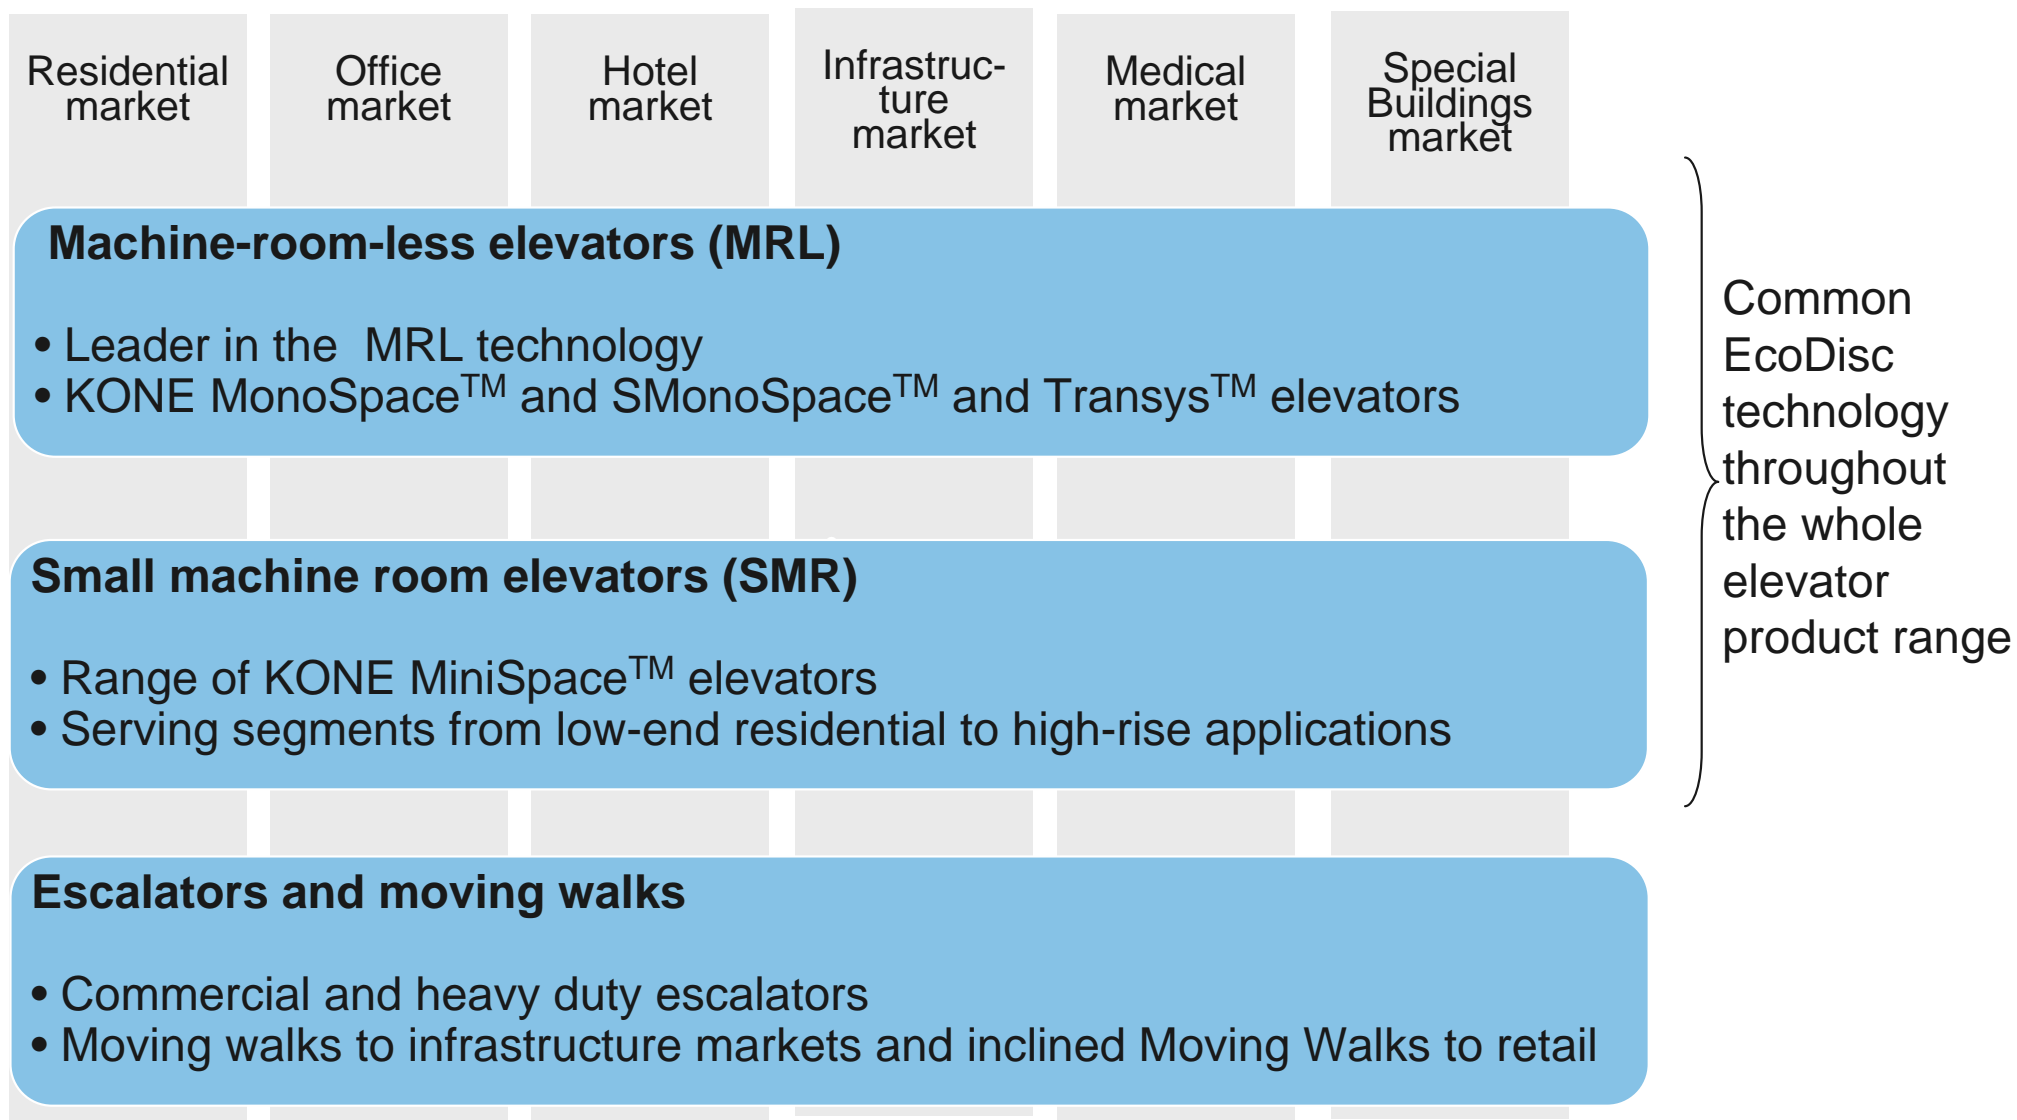 Residential
market
Office
market
Hotel
market
Infrastruc-
ture
market
Medical
market
Special
Buildings
market
Machine-room-less elevators (MRL)
• Leader in the  MRL technology
• KONE MonoSpaceTM and SMonoSpaceTM and TransysTM elevators
Small machine room elevators (SMR)
• Range of KONE MiniSpaceTM elevators
• Serving segments from low-end residential to high-rise applications
Escalators and moving walks
• Commercial and heavy duty escalators
• Moving walks to infrastructure markets and inclined Moving Walks to retail
Common
EcoDisc
technology
throughout
the whole
elevator
product range